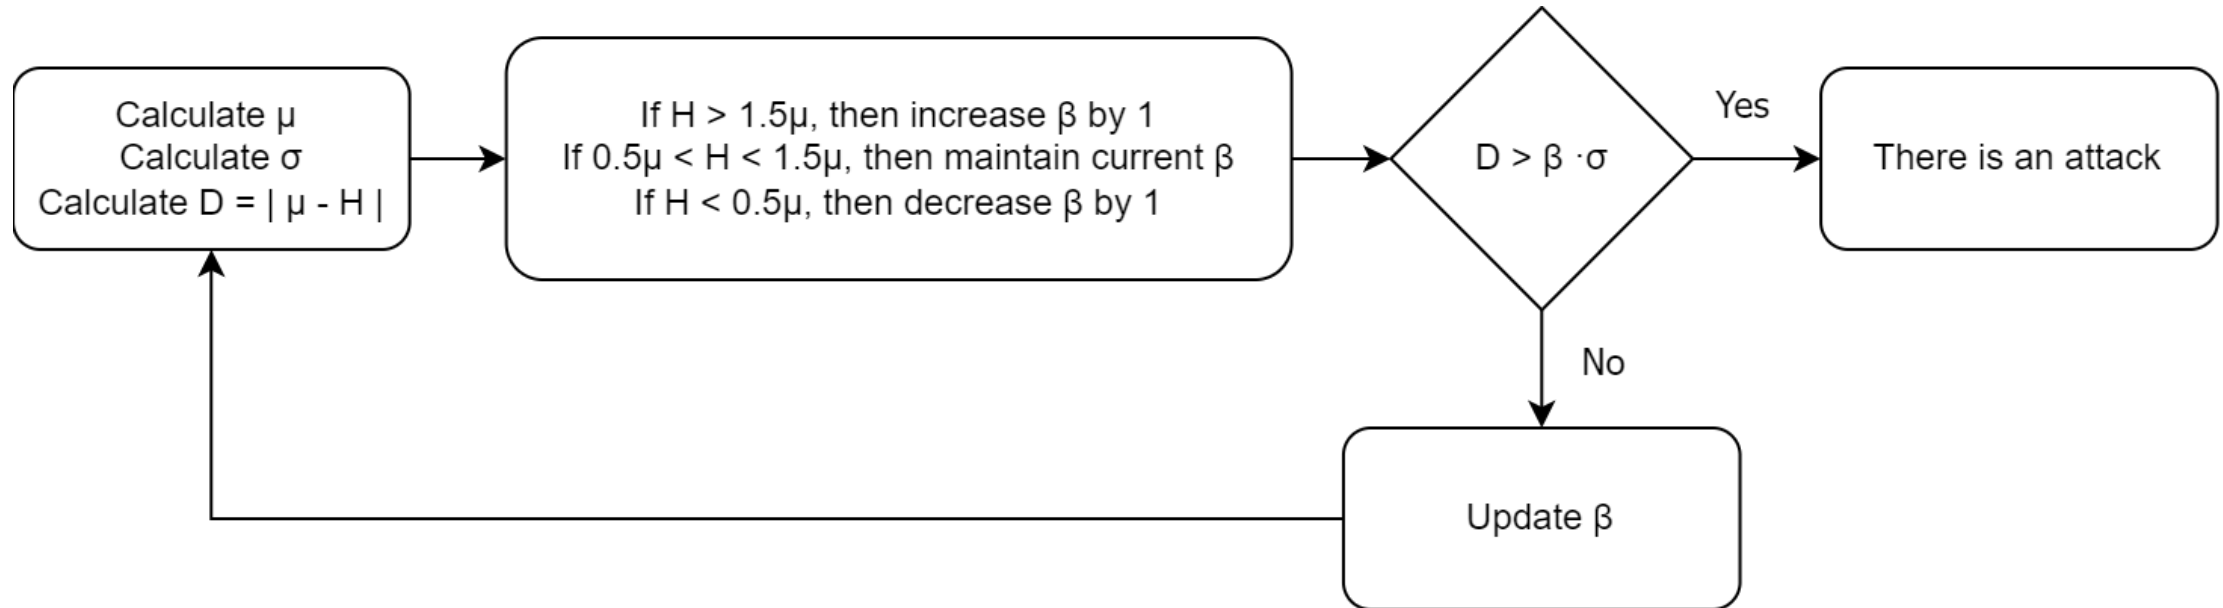 Calculate μ
Calculate σ
Calculate D = | μ - H |
If H > 1.5μ, then increase β by 1
If 0.5μ < H < 1.5μ, then maintain current β
If H < 0.5μ, then decrease β by 1
D > β ·σ
Yes
There is an attack
No
Update β